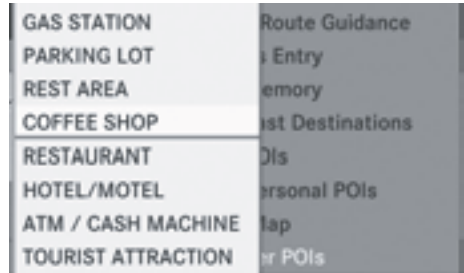 GAS STATION
PARKING LOT
REST AREA
COFFEE SHOP
RESTAURANT
HOTEL/MOTEL
ATM / CASH MACHINE
TOURIST ATTRACTION
Route Guidance
Entry
Destinations
POIs